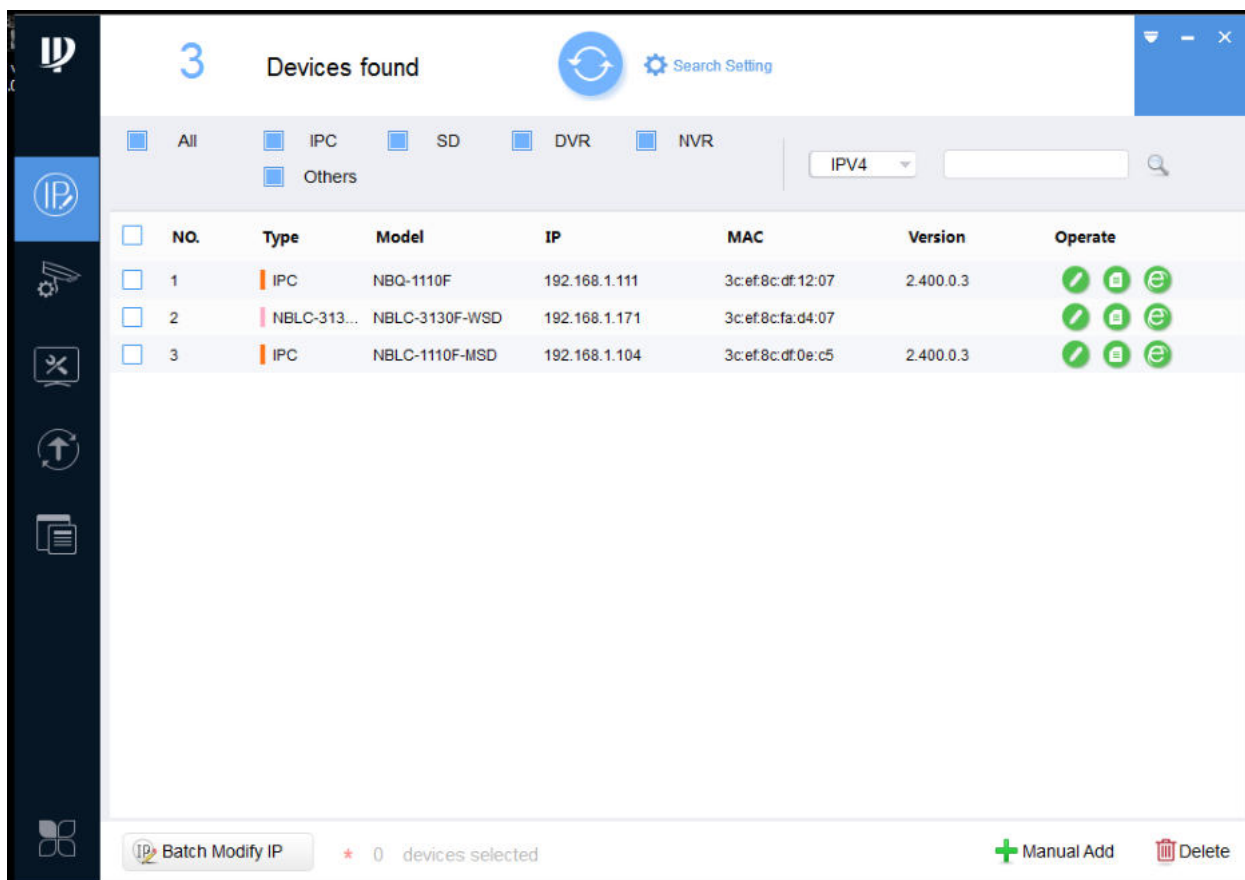 3 Devices found Search Setting
All IPC SD DVR NVR
Others
IPV4
NO. Type Model IP MAC Version Operate
1 IPC NBQ-1110F 192.168.1.111 3c:ef:8c:df:12:07 2.400.0.3
2 NBLC-313... NBLC-3130F-WSD 192.168.1.171 3c:ef:8c:fa:d4:07
3 IPC NBLC-1110F-MSD 192.168.1.104 3c:ef:8c:df:0e:c5 2.400.0.3
IP Batch Modify IP * 0 devices selected Manual Add Delete